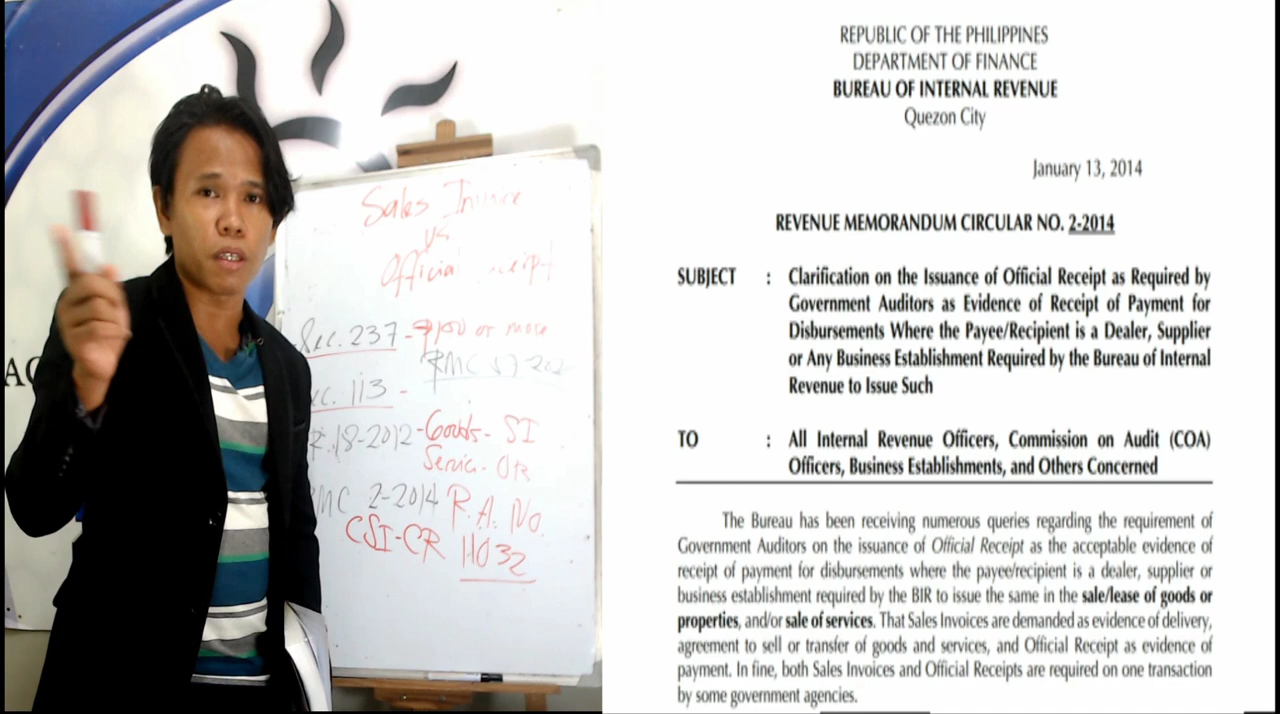 Sales Invoice
vs
Official
Sec. 237 - ₱100 or more
RMC 57-202
ec. 113 -
R. 18-2012 - Goods - SI
Service - OR
MC 2-2014 R.A. No.
CSI-CR 11032
AC
REPUBLIC OF THE PHILIPPINES
DEPARTMENT OF FINANCE
BUREAU OF INTERNAL REVENUE
Quezon City
January 13, 2014
REVENUE MEMORANDUM CIRCULAR NO. 2-2014
SUBJECT : Clarification on the Issuance of Official Receipt as Required by
Government Auditors as Evidence of Receipt of Payment for
Disbursements Where the Payee/Recipient is a Dealer, Supplier
or Any Business Establishment Required by the Bureau of Internal
Revenue to Issue Such
TO : All Internal Revenue Officers, Commission on Audit (COA)
Officers, Business Establishments, and Others Concerned
The Bureau has been receiving numerous queries regarding the requirement of
Government Auditors on the issuance of Official Receipt as the acceptable evidence of
receipt of payment for disbursements where the payee/recipient is a dealer, supplier or
business establishment required by the BIR to issue the same in the sale/lease of goods or
properties, and/or sale of services. That Sales Invoices are demanded as evidence of delivery,
agreement to sell or transfer of goods and services, and Official Receipt as evidence of
payment. In fine, both Sales Invoices and Official Receipts are required on one transaction
by some government agencies.